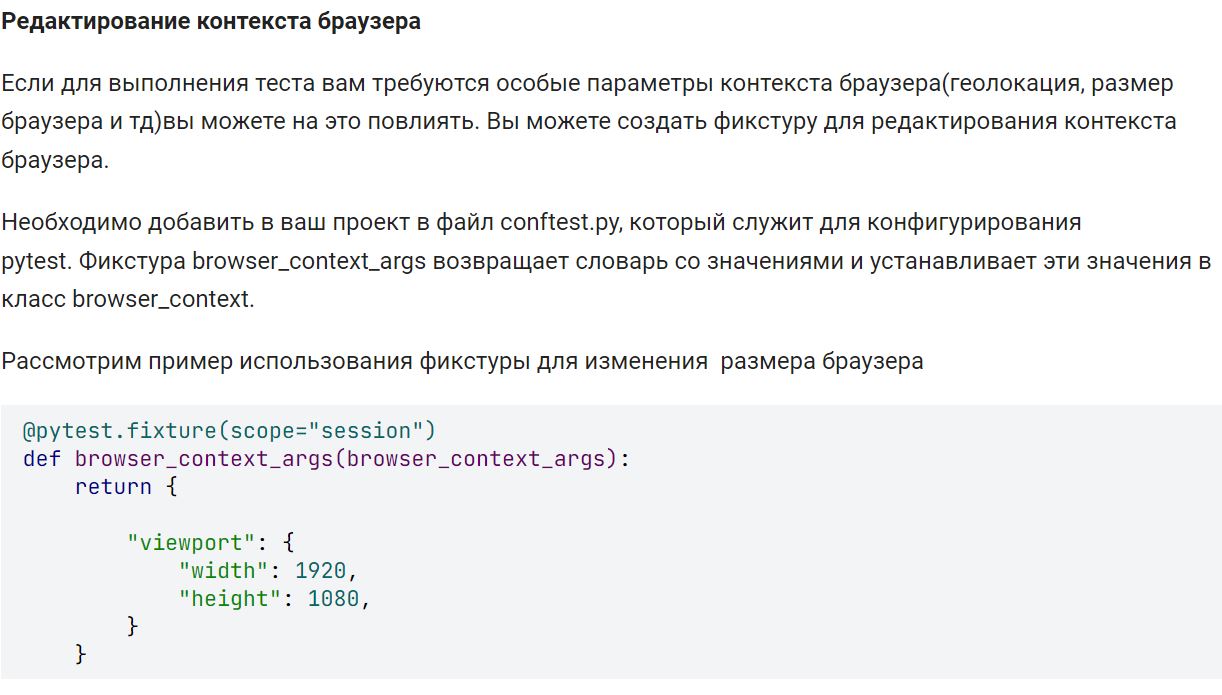 Редактирование контекста браузера
Если для выполнения теста вам требуются особые параметры контекста браузера(геолокация, размер
браузера и тд)вы можете на это повлиять. Вы можете создать фикстуру для редактирования контекста
браузера.
Необходимо добавить в ваш проект в файл conftest.py, который служит для конфигурирования
pytest. Фикстура browser_context_args возвращает словарь со значениями и устанавливает эти значения в
класс browser_context.
Рассмотрим пример использования фикстуры для изменения  размера браузера
@pytest.fixture(scope="session")
def browser_context_args(browser_context_args):
    return {
        "viewport": {
            "width": 1920,
            "height": 1080,
        }
    }